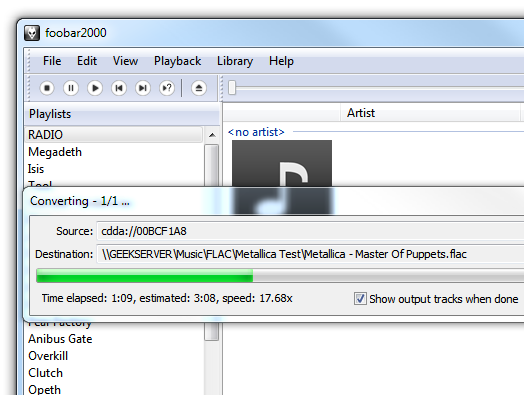 foobar2000
File Edit View Playback Library Help
Playlists
Artist
RADIO
<no artist>
Megadeth
Isis
Tool
Converting - 1/1 ...
Source: cdda://00BCF1A8
Destination: \\GEEKSERVER\Music\FLAC\Metallica Test\Metallica - Master Of Puppets.flac
Time elapsed: 1:09, estimated: 3:08, speed: 17.68x
Show output tracks when done
Fear Factory
Anibus Gate
Overkill
Clutch
Opeth